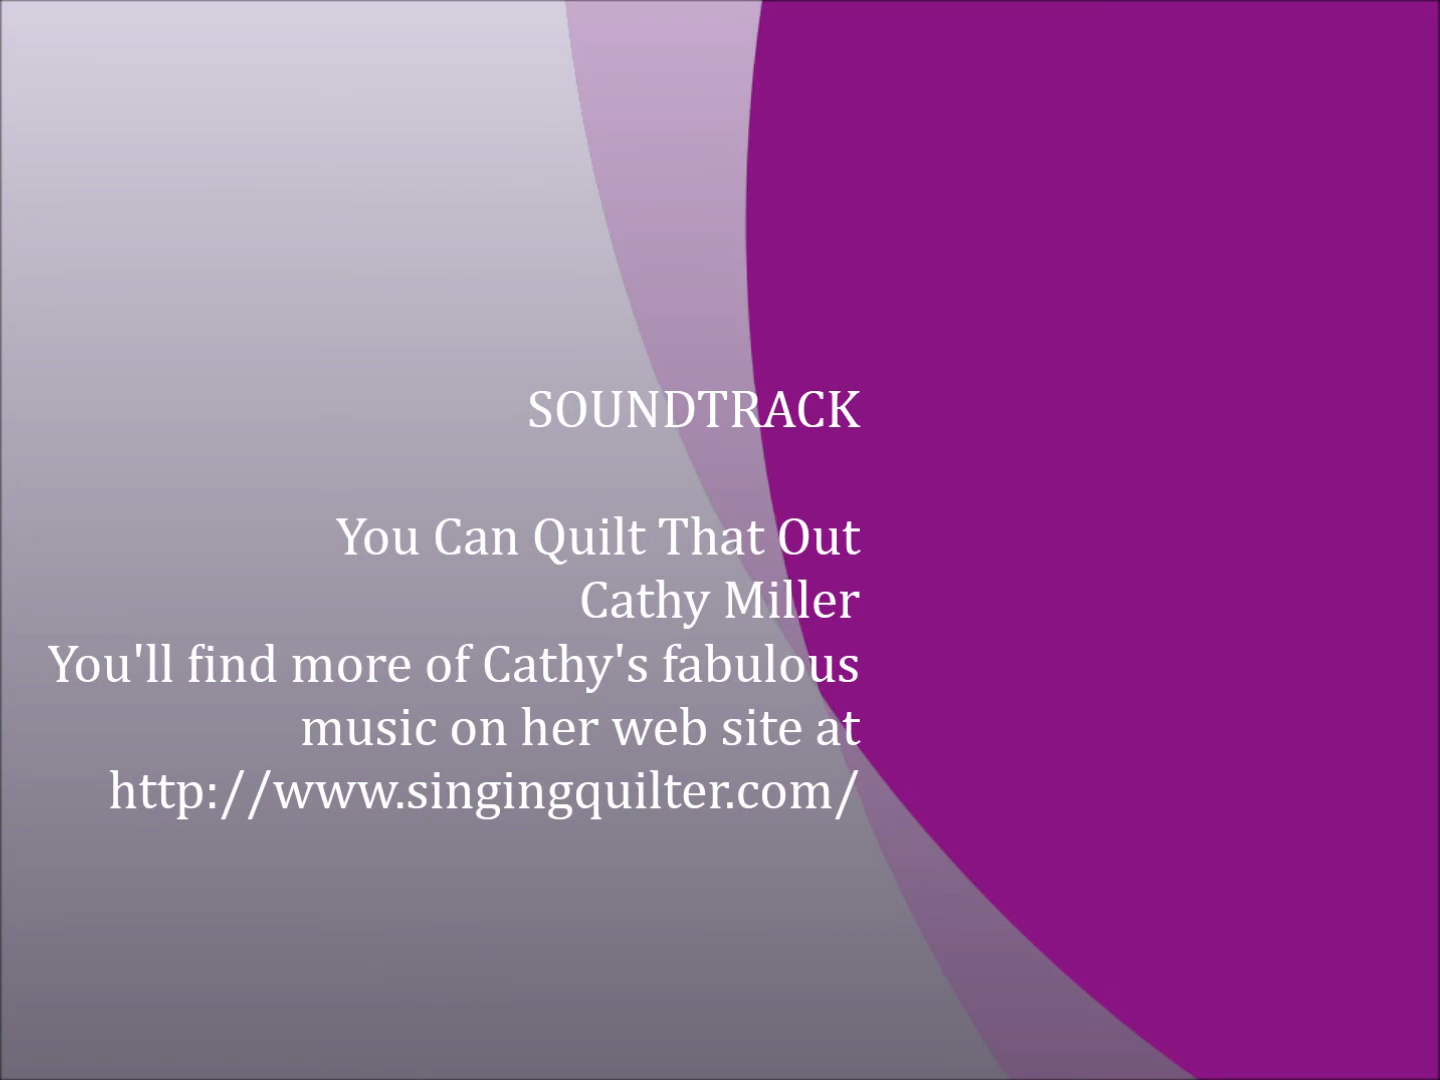 SOUNDTRACK
You Can Quilt That Out
Cathy Miller
You'll find more of Cathy's fabulous
music on her web site at
http://www.singingquilter.com/